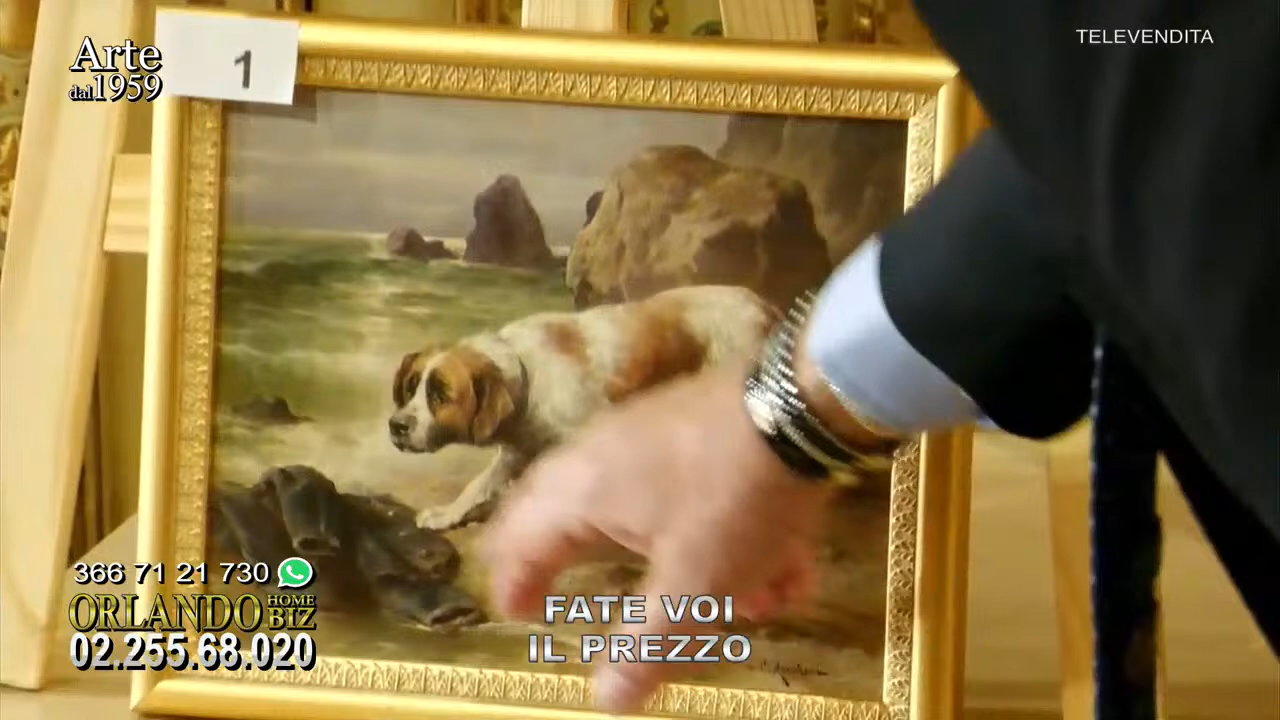 1
Arte
dal 1959
TELEVENDITA
366 71 21 730
ORLANDO HOME BIZ
02.255.68.020
FATE VOI
IL PREZZO